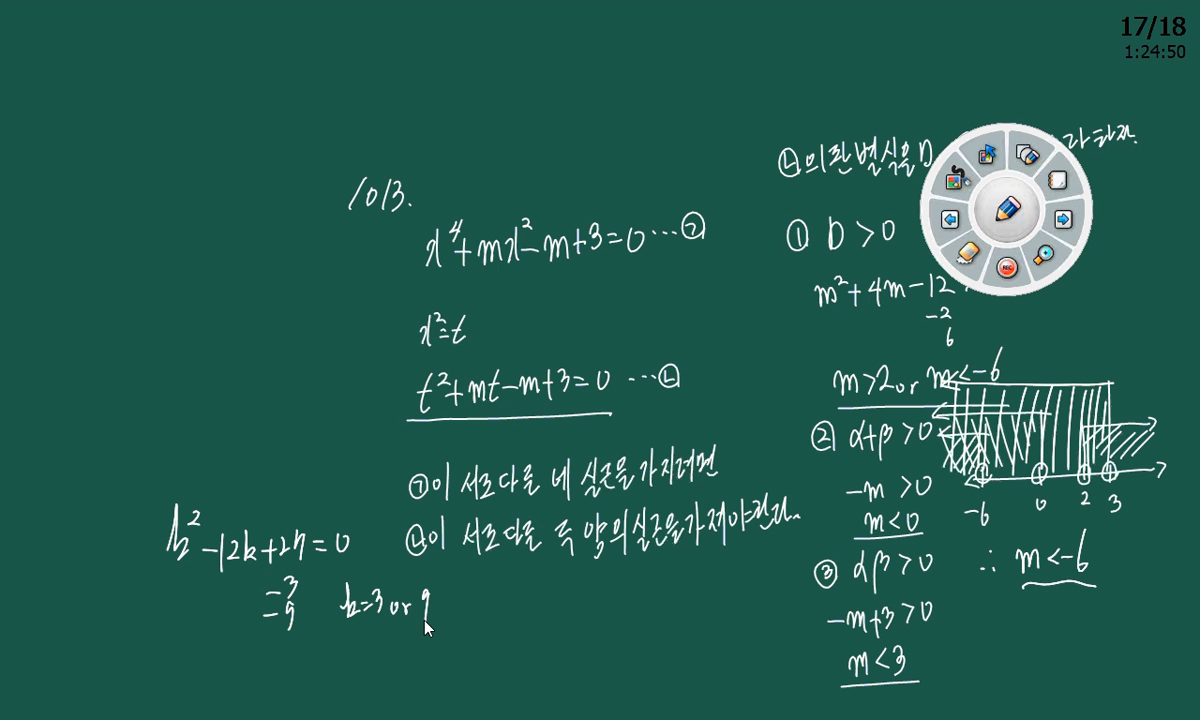 17/18
1:24:50
1013.
x⁴+mx²-m+3=0 ···㉠
x²=t
t²+mt-m+3=0 ···㉡
㉠이 서로다른 네 실근을 가지려면
㉡이 서로다른 두 양의실근을가져야한다.
k²-12k+27=0
-3
-9
k=3 or 9
㉡의판별식을 D 라 하자.
① D>0
m²+4m-12
-2
6
m>2 or m<-6
② α+β>0
-m>0
m<0
③ αβ>0
-m+3>0
m<3
-6 0 2 3
∴ m<-6
REC